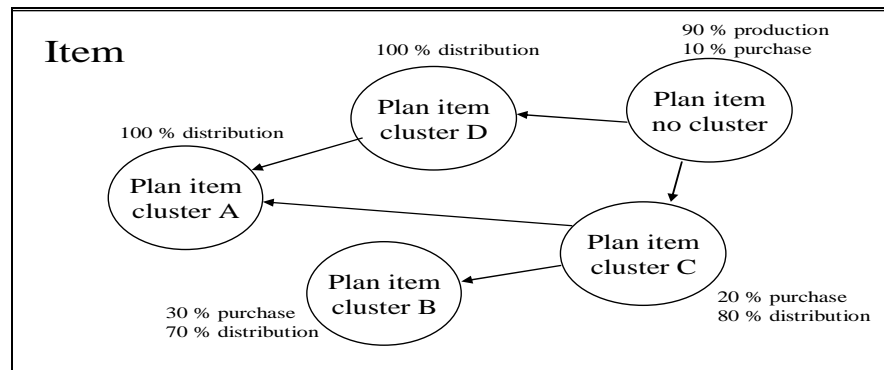 Item
90 % production
10 % purchase
100 % distribution
Plan item
no cluster
Plan item
cluster D
100 % distribution
Plan item
cluster A
Plan item
cluster C
Plan item
cluster B
20 % purchase
80 % distribution
30 % purchase
70 % distribution